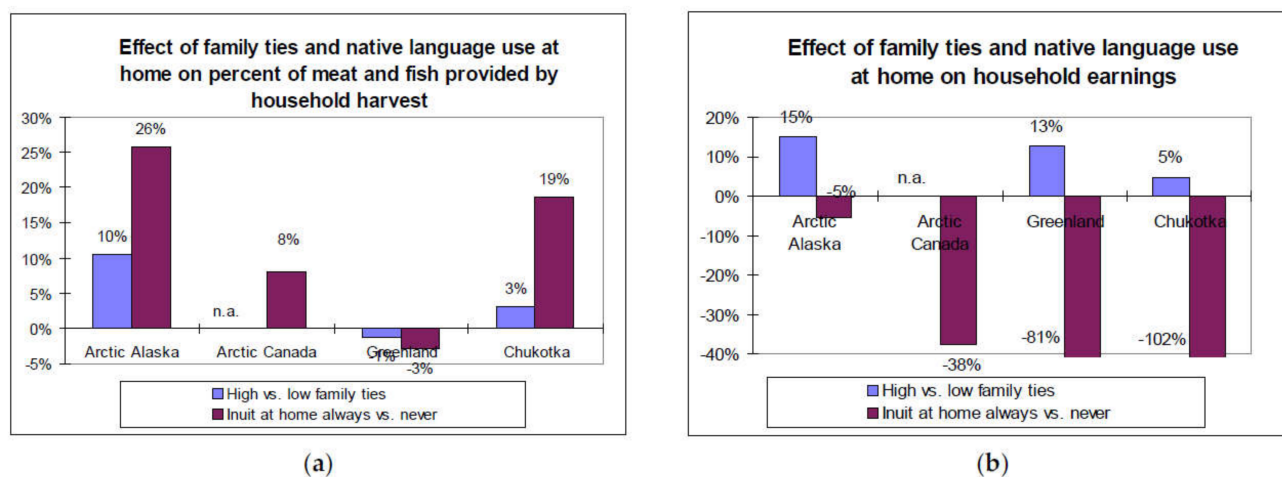 Effect of family ties and native language use at
home on percent of meat and fish provided by
household harvest
30%
25%
20%
15%
10%
5%
0%
-5%
10%
26%
n.a.
8%
-1%
-3%
3%
19%
Arctic Alaska
Arctic Canada
Greenland
Chukotka
High vs. low family ties
Inuit at home always vs. never
(a)
Effect of family ties and native language use
at home on household earnings
20%
10%
0%
-10%
-20%
-30%
-40%
15%
-5%
n.a.
-38%
13%
-81%
5%
-102%
Arctic
Alaska
Arctic
Canada
Greenland
Chukotka
High vs. low family ties
Inuit at home always vs. never
(b)